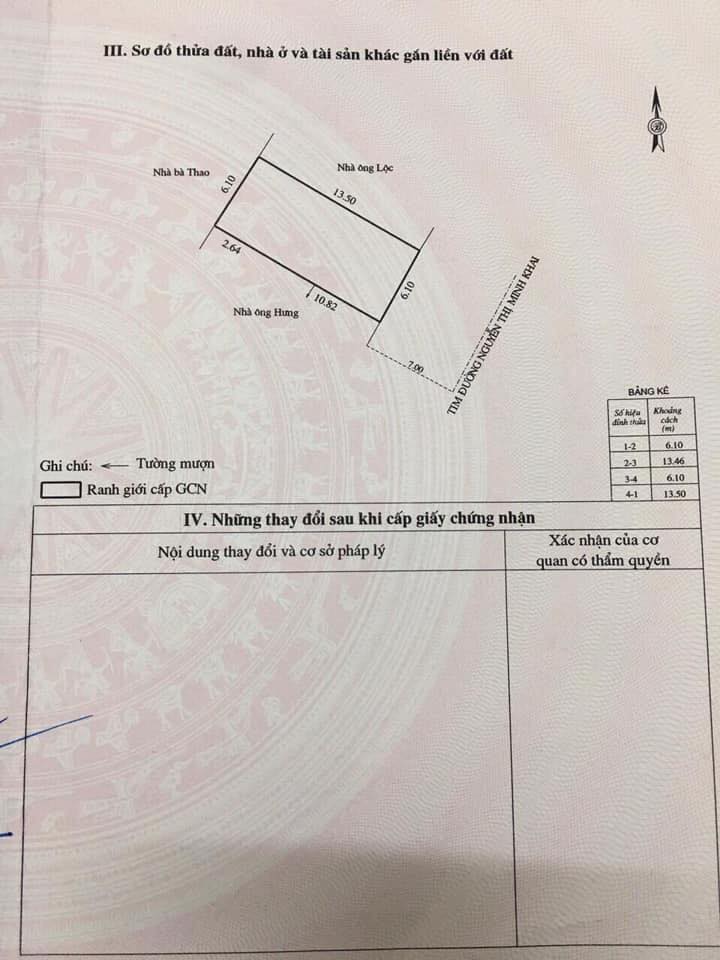 III. Sơ đồ thửa đất, nhà ở và tài sản khác gắn liền với đất
Nhà bà Thao
Nhà ông Lộc
6.10
13.50
2.64
10.82
6.10
Nhà ông Hưng
7.00
TIM ĐƯỜNG NGUYỄN THỊ MINH KHAI
BẢNG KÊ
Số hiệu đỉnh thửa
Khoảng cách (m)
1-2 6.10
2-3 13.46
3-4 6.10
4-1 13.50
Ghi chú: Tường mượn
Ranh giới cấp GCN
IV. Những thay đổi sau khi cấp giấy chứng nhận
Nội dung thay đổi và cơ sở pháp lý
Xác nhận của cơ
quan có thẩm quyền